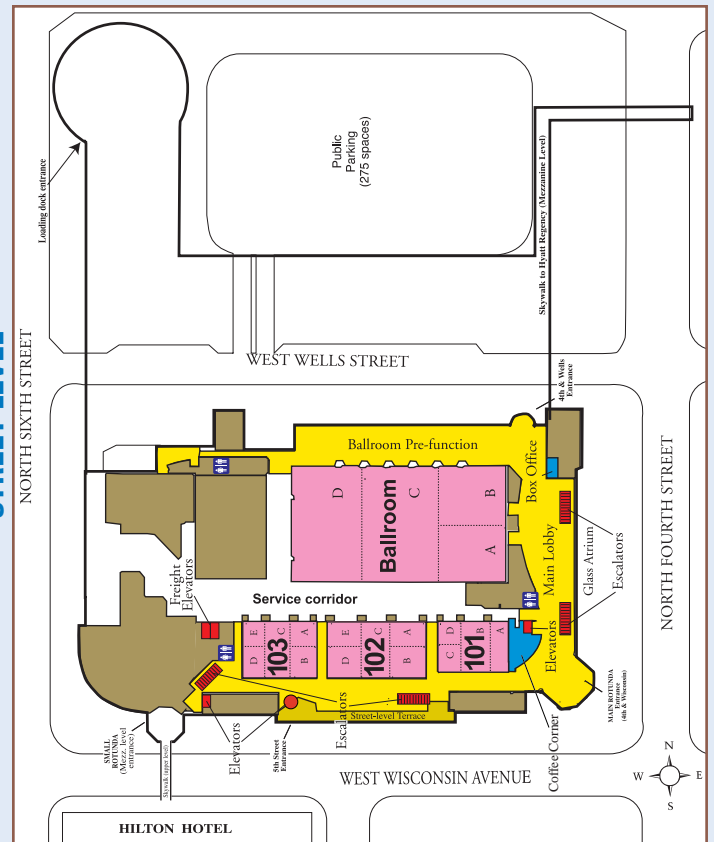 Public
Parking
(275 spaces)
Loading dock entrance
Skywalk to Hyatt Regency (Mezzanine Level)
NORTH SIXTH STREET
WEST WELLS STREET
4th & Wells
Entrance
Ballroom Pre-function
Box Office
D
C
B
A
Ballroom
Main Lobby
Glass Atrium
Escalators
NORTH FOURTH STREET
Freight
Elevators
Service corridor
E
C
A
D
B
103
E
C
A
D
B
102
D
B
A
C
101
Elevators
Escalators
Street-level Terrace
Elevators
5th Street
Entrance
Coffee Corner
MAIN ROTUNDA
Entrance
(4th & Wisconsin)
SMALL
ROTUNDA
(Mezz. level
entrance)
Skywalk (upper level)
WEST WISCONSIN AVENUE
N
W
E
S
HILTON HOTEL